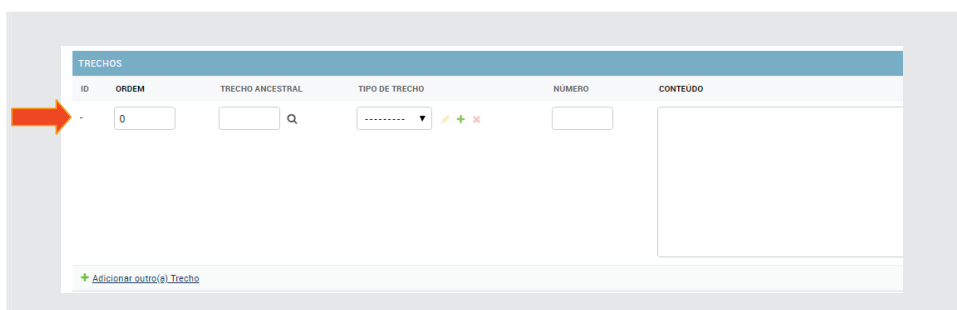 TRECHOS
ID ORDEM TRECHO ANCESTRAL TIPO DE TRECHO NÚMERO CONTEÚDO
- 0 ---------
Adicionar outro(a) Trecho